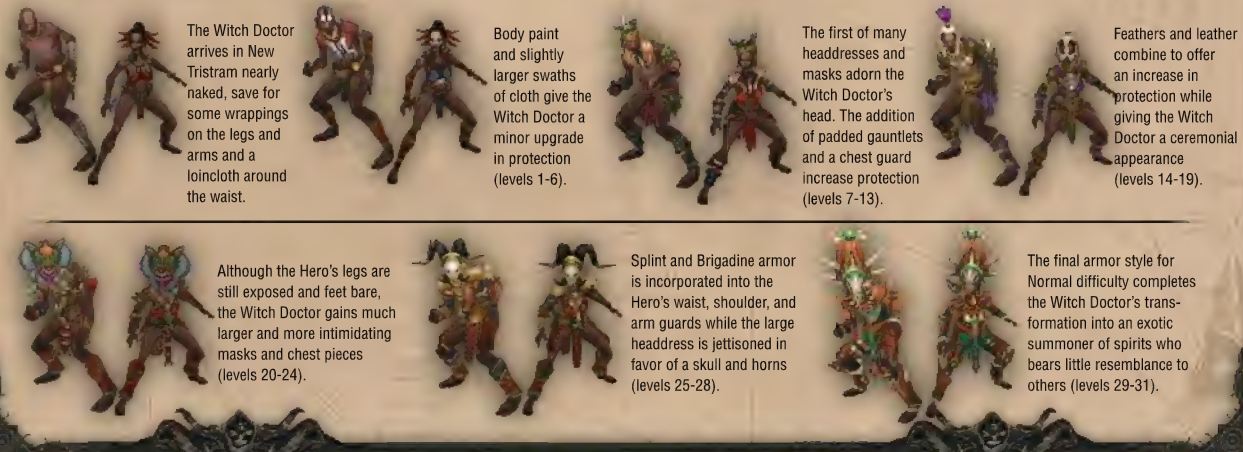 The Witch Doctor
arrives in New
Tristram nearly
naked, save for
some wrappings
on the legs and
arms and a
loincloth around
the waist.
Body paint
and slightly
larger swaths
of cloth give the
Witch Doctor a
minor upgrade
in protection
(levels 1-6).
The first of many
headdresses and
masks adorn the
Witch Doctor's
head. The addition
of padded gauntlets
and a chest guard
increase protection
(levels 7-13).
Feathers and leather
combine to offer
an increase in
protection while
giving the Witch
Doctor a ceremonial
appearance
(levels 14-19).
Although the Hero's legs are
still exposed and feet bare,
the Witch Doctor gains much
larger and more intimidating
masks and chest pieces
(levels 20-24).
Splint and Brigadine armor
is incorporated into the
Hero's waist, shoulder, and
arm guards while the large
headdress is jettisoned in
favor of a skull and horns
(levels 25-28).
The final armor style for
Normal difficulty completes
the Witch Doctor's trans-
formation into an exotic
summoner of spirits who
bears little resemblance to
others (levels 29-31).